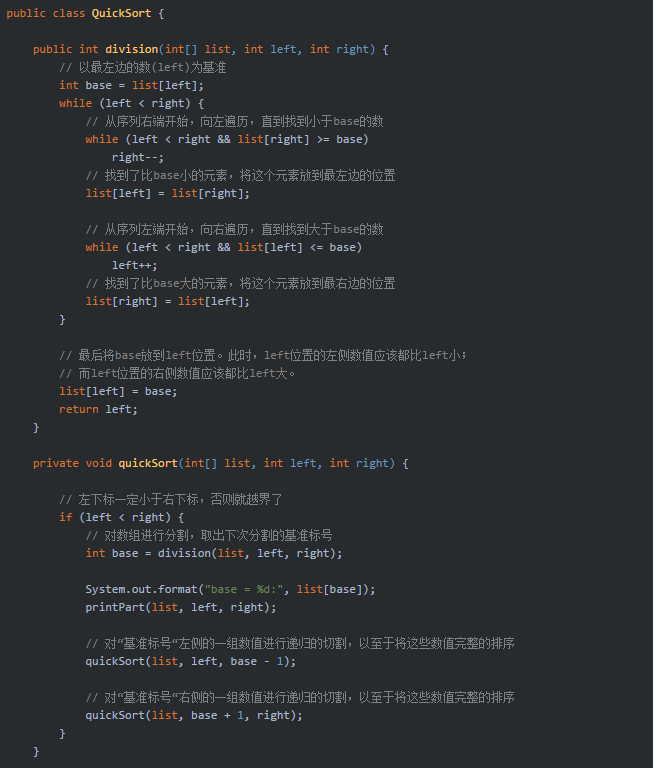 public class QuickSort {
public int division(int[] list, int left, int right) {
// 以最左边的数(left)为基准
int base = list[left];
while (left < right) {
// 从序列右端开始，向左遍历，直到找到小于base的数
while (left < right && list[right] >= base)
right--;
// 找到了比base小的元素，将这个元素放到最左边的位置
list[left] = list[right];
// 从序列左端开始，向右遍历，直到找到大于base的数
while (left < right && list[left] <= base)
left++;
// 找到了比base大的元素，将这个元素放到最右边的位置
list[right] = list[left];
}
// 最后将base放到left位置。此时，left位置的左侧数值应该都比left小；
// 而left位置的右侧数值应该都比left大。
list[left] = base;
return left;
}
private void quickSort(int[] list, int left, int right) {
// 左下标一定小于右下标，否则就越界了
if (left < right) {
// 对数组进行分割，取出下次分割的基准标号
int base = division(list, left, right);
System.out.format("base = %d:", list[base]);
printPart(list, left, right);
// 对“基准标号“左侧的一组数值进行递归的切割，以至于将这些数值完整的排序
quickSort(list, left, base - 1);
// 对“基准标号“右侧的一组数值进行递归的切割，以至于将这些数值完整的排序
quickSort(list, base + 1, right);
}
}